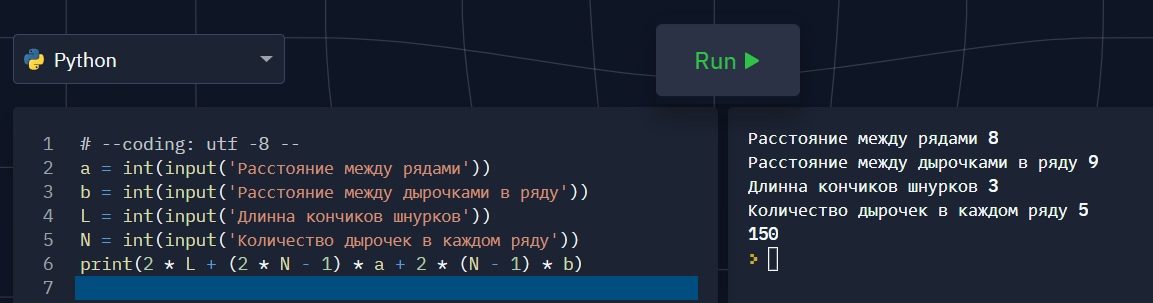 Python
Run
1 # --coding: utf -8 --
2 a = int(input('Расстояние между рядами'))
3 b = int(input('Расстояние между дырочками в ряду'))
4 L = int(input('Длинна кончиков шнурков'))
5 N = int(input('Количество дырочек в каждом ряду'))
6 print(2 * L + (2 * N - 1) * a + 2 * (N - 1) * b)
7
Расстояние между рядами 8
Расстояние между дырочками в ряду 9
Длинна кончиков шнурков 3
Количество дырочек в каждом ряду 5
150
>